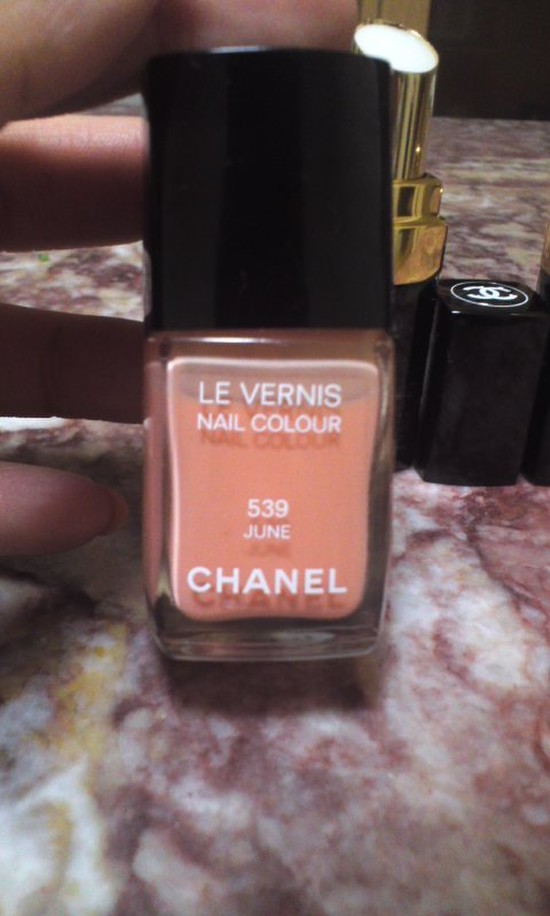 LE VERNIS
NAIL COLOUR
539
JUNE
CHANEL